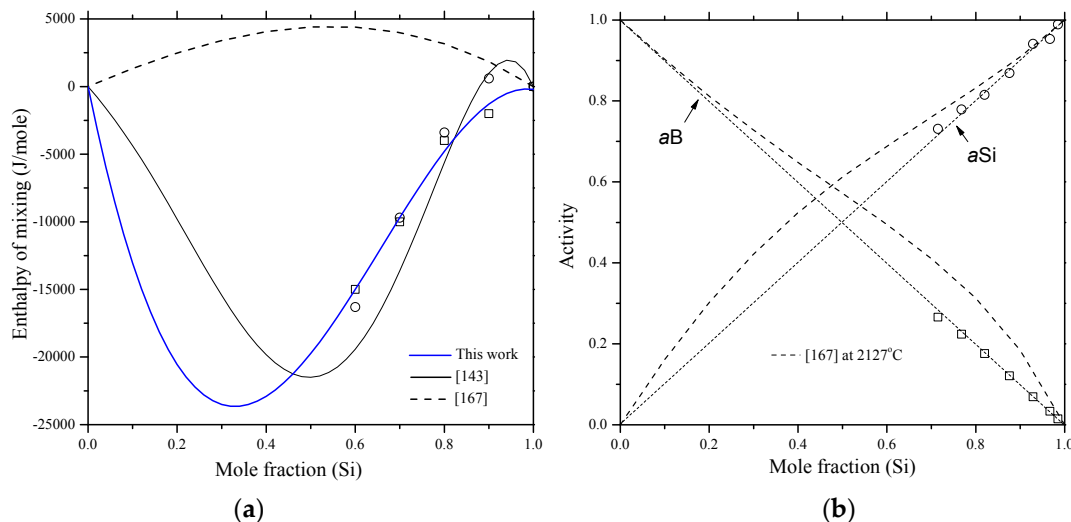 5000
0
-5000
-10000
-15000
-20000
-25000
Enthalpy of mixing (J/mole)
This work
[143]
[167]
0.0 0.2 0.4 0.6 0.8 1.0
Mole fraction (Si)
(a)
1.0
0.8
0.6
0.4
0.2
0.0
Activity
aB
aSi
[167] at 2127°C
0.0 0.2 0.4 0.6 0.8 1.0
Mole fraction (Si)
(b)